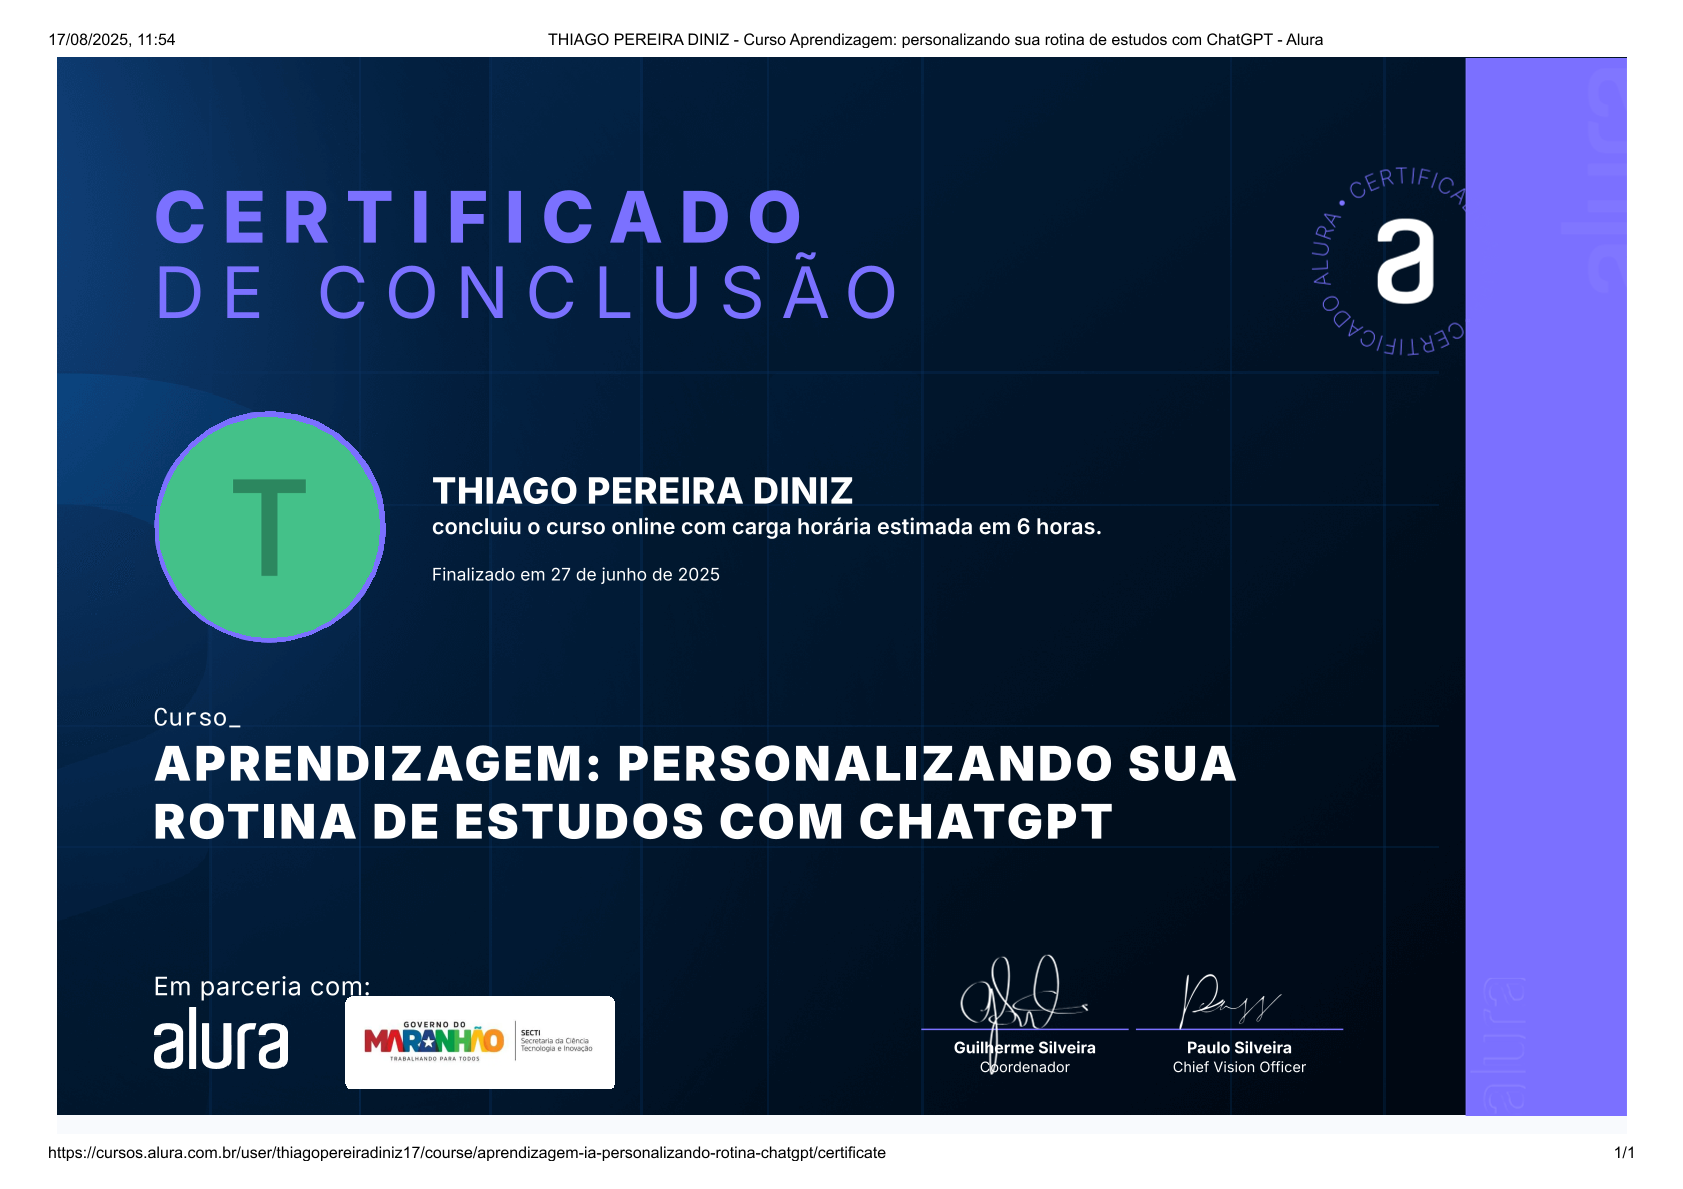 17/08/2025, 11:54
THIAGO PEREIRA DINIZ - Curso Aprendizagem: personalizando sua rotina de estudos com ChatGPT - Alura
alura
CERTIFICADO
DE CONCLUSÃO
CERTIFICADO ALURA • CERTIFICA
a
T
THIAGO PEREIRA DINIZ
concluiu o curso online com carga horária estimada em 6 horas.
Finalizado em 27 de junho de 2025
Curso_
APRENDIZAGEM: PERSONALIZANDO SUA
ROTINA DE ESTUDOS COM CHATGPT
Em parceria com:
alura
GOVERNO DO
MARANHÃO
TRABALHANDO PARA TODOS
SECTI
Secretaria da Ciência
Tecnologia e Inovação
Guilherme Silveira
Coordenador
Paulo Silveira
Chief Vision Officer
alura
https://cursos.alura.com.br/user/thiagopereiradiniz17/course/aprendizagem-ia-personalizando-rotina-chatgpt/certificate
1/1